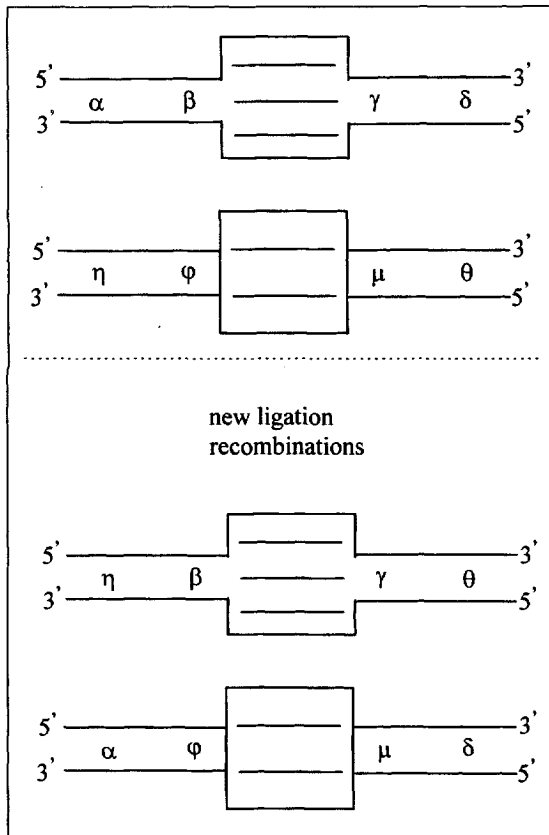 5' 3'
α β γ δ
3' 5'
5' 3'
η φ μ θ
3' 5'
new ligation
recombinations
5' 3'
η β γ θ
3' 5'
5' 3'
α φ μ δ
3' 5'